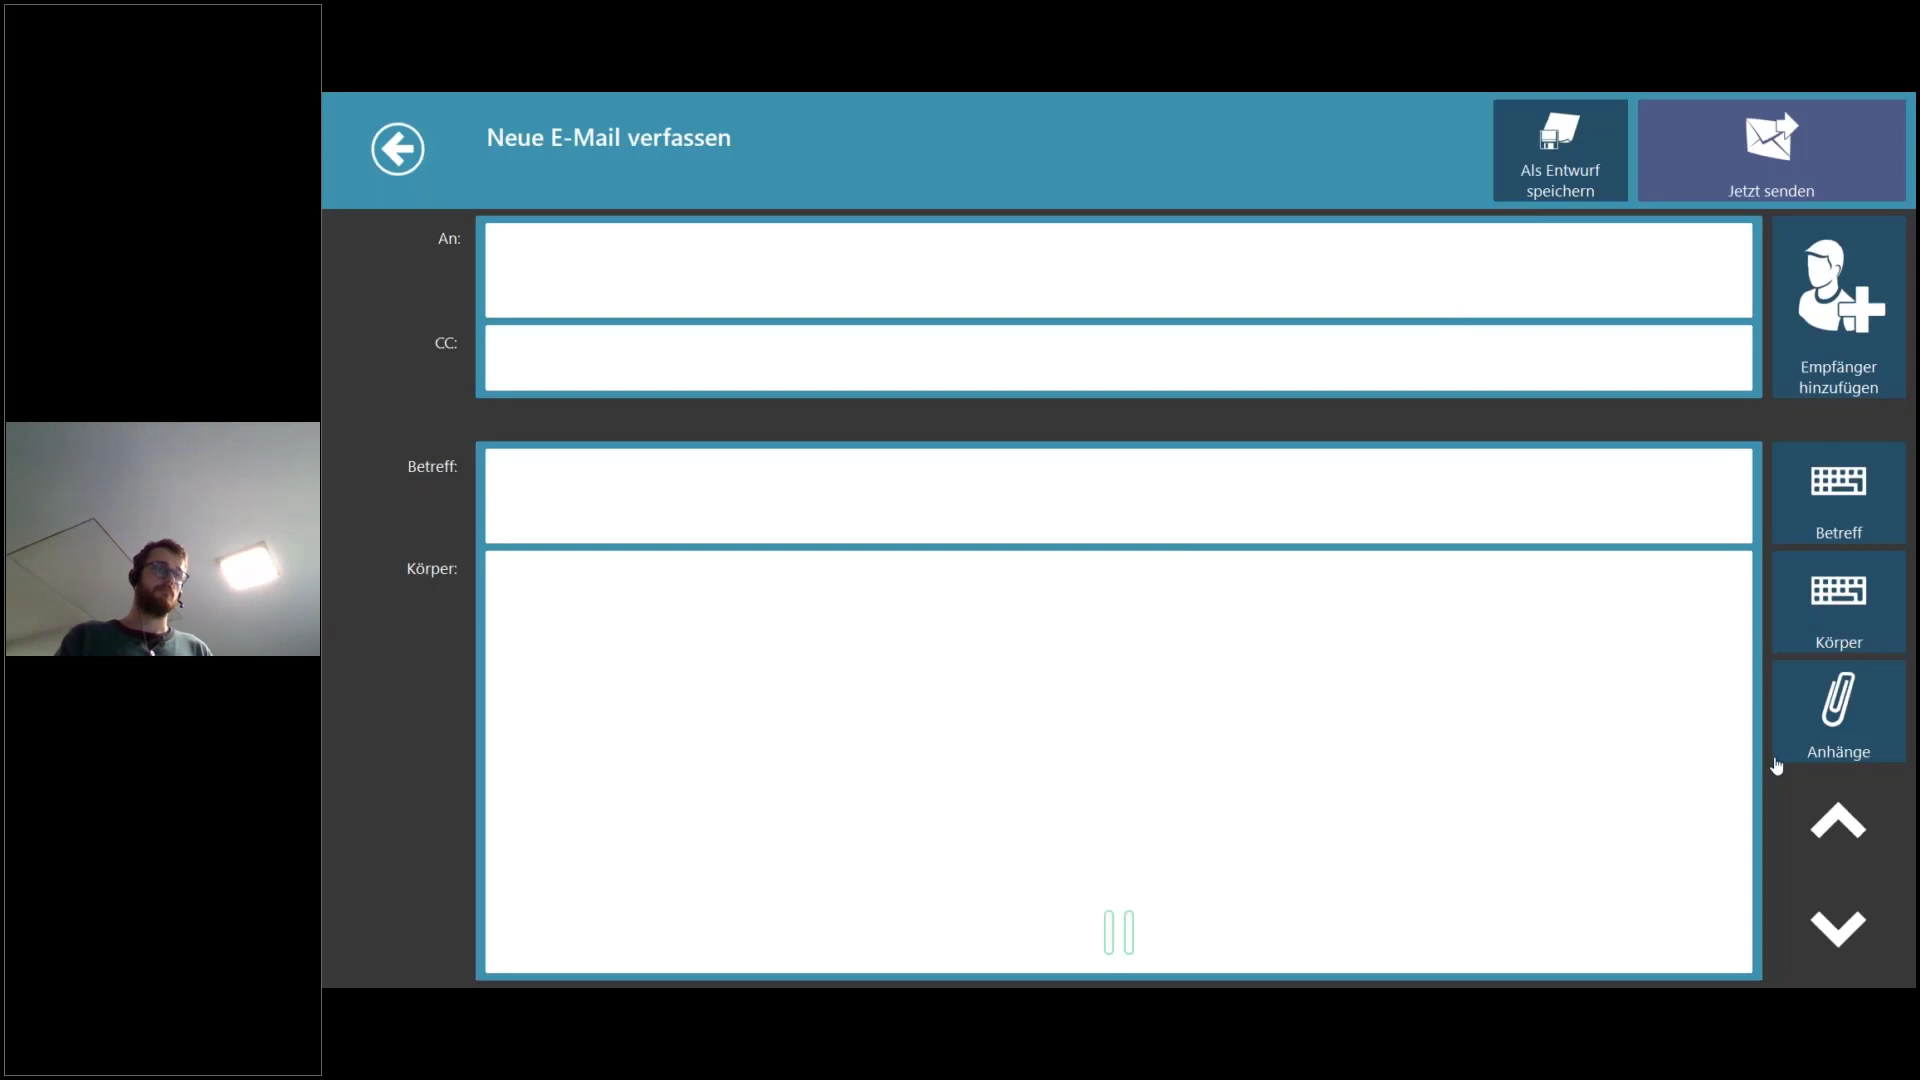 Neue E-Mail verfassen
Als Entwurf
speichern
Jetzt senden
An:
CC:
Empfänger
hinzufügen
Betreff:
Betreff
Körper:
Körper
Anhänge